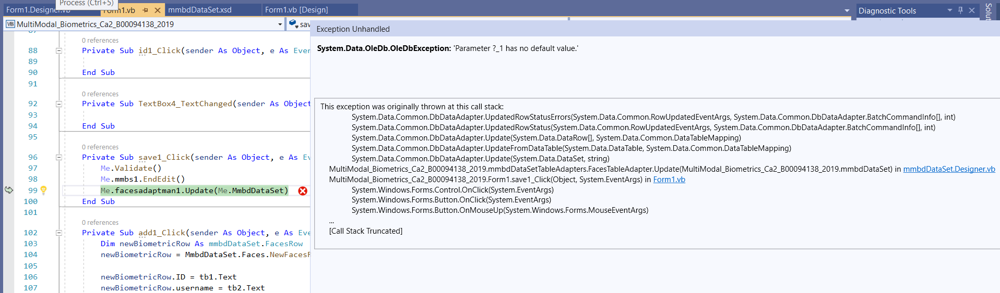 Process (Ctrl+5)
Form1.Designer.vb
Form1.vb
mmbdDataSet.xsd
Form1.vb [Design]
Diagnostic Tools
Solut
VB MultiModal_Biometrics_Ca2_B00094138_2019
sav
Exception Unhandled
System.Data.OleDb.OleDbException: 'Parameter ?_1 has no default value.'
87
0 references
88 Private Sub id1_Click(sender As Object, e As Even
89
90 End Sub
91
0 references
92 Private Sub TextBox4_TextChanged(sender As Object
93
94 End Sub
95
0 references
96 Private Sub save1_Click(sender As Object, e As Ev
97 Me.Validate()
98 Me.mmbs1.EndEdit()
99 Me.facesadaptman1.Update(Me.MmbdDataSet)
100 End Sub
101
0 references
102 Private Sub add1_Click(sender As Object, e As Eve
103 Dim newBiometricRow As mmbdDataSet.FacesRow
104 newBiometricRow = MmbdDataSet.Faces.NewFacesR
105
106 newBiometricRow.ID = tb1.Text
107 newBiometricRow.username = tb2.Text
This exception was originally thrown at this call stack:
System.Data.Common.DbDataAdapter.UpdatedRowStatusErrors(System.Data.Common.RowUpdatedEventArgs, System.Data.Common.DbDataAdapter.BatchCommandInfo[], int)
System.Data.Common.DbDataAdapter.UpdatedRowStatus(System.Data.Common.RowUpdatedEventArgs, System.Data.Common.DbDataAdapter.BatchCommandInfo[], int)
System.Data.Common.DbDataAdapter.Update(System.Data.DataRow[], System.Data.Common.DataTableMapping)
System.Data.Common.DbDataAdapter.UpdateFromDataTable(System.Data.DataTable, System.Data.Common.DataTableMapping)
System.Data.Common.DbDataAdapter.Update(System.Data.DataSet, string)
MultiModal_Biometrics_Ca2_B00094138_2019.mmbdDataSetTableAdapters.FacesTableAdapter.Update(MultiModal_Biometrics_Ca2_B00094138_2019.mmbdDataSet) in mmbdDataSet.Designer.vb
MultiModal_Biometrics_Ca2_B00094138_2019.Form1.save1_Click(Object, System.EventArgs) in Form1.vb
System.Windows.Forms.Control.OnClick(System.EventArgs)
System.Windows.Forms.Button.OnClick(System.EventArgs)
System.Windows.Forms.Button.OnMouseUp(System.Windows.Forms.MouseEventArgs)
...
[Call Stack Truncated]